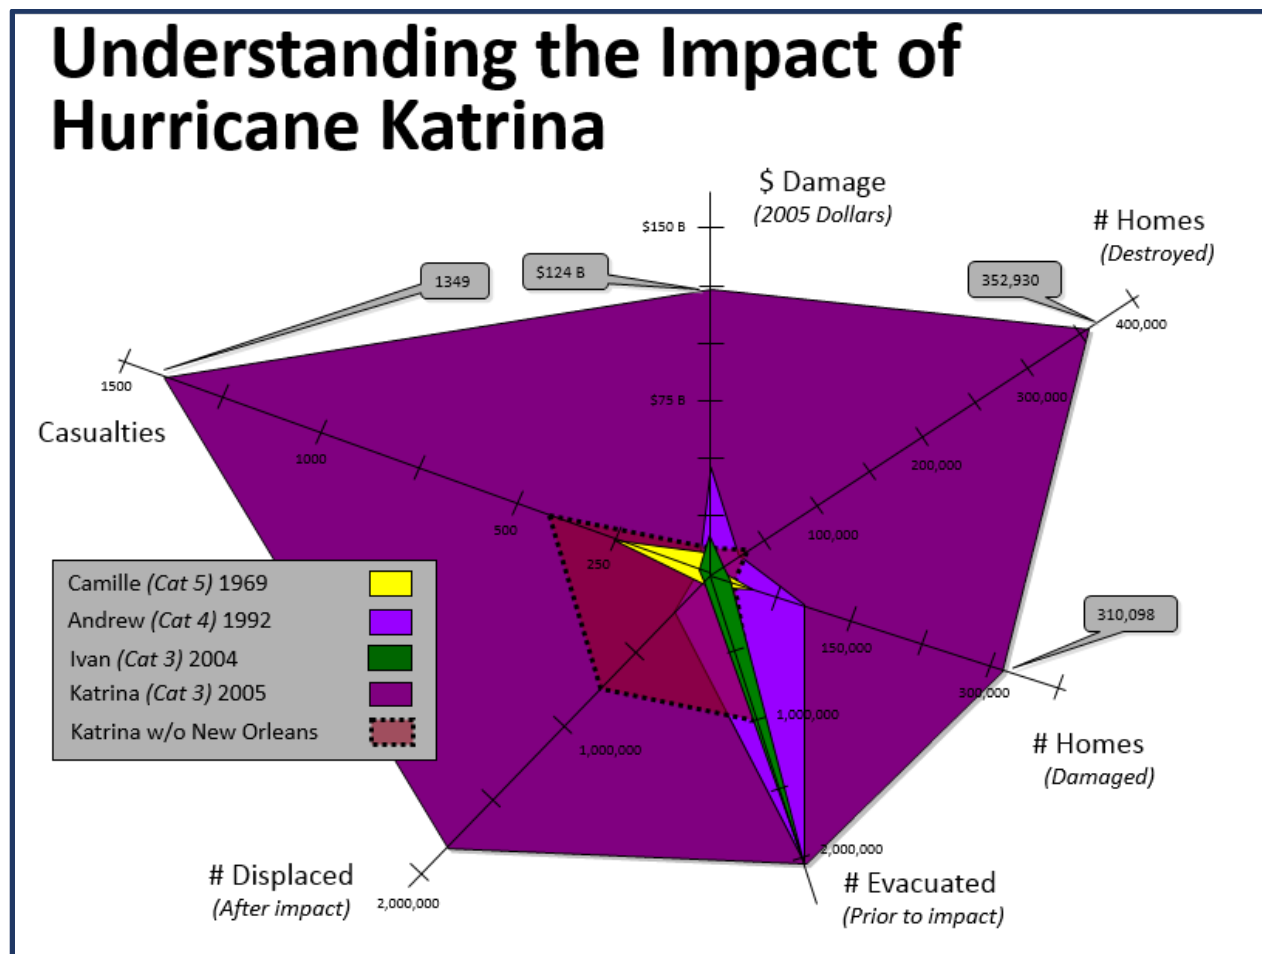 Understanding the Impact of
Hurricane Katrina
$ Damage
(2005 Dollars)
# Homes
(Destroyed)
$150 B
$124 B
1349
352,930
400,000
1500
Casualties
$75 B
300,000
1000
200,000
500
100,000
250
Camille (Cat 5) 1969
Andrew (Cat 4) 1992
Ivan (Cat 3) 2004
Katrina (Cat 3) 2005
Katrina w/o New Orleans
310,098
150,000
300,000
1,000,000
1,000,000
# Homes
(Damaged)
2,000,000
# Displaced
(After impact)
2,000,000
# Evacuated
(Prior to impact)